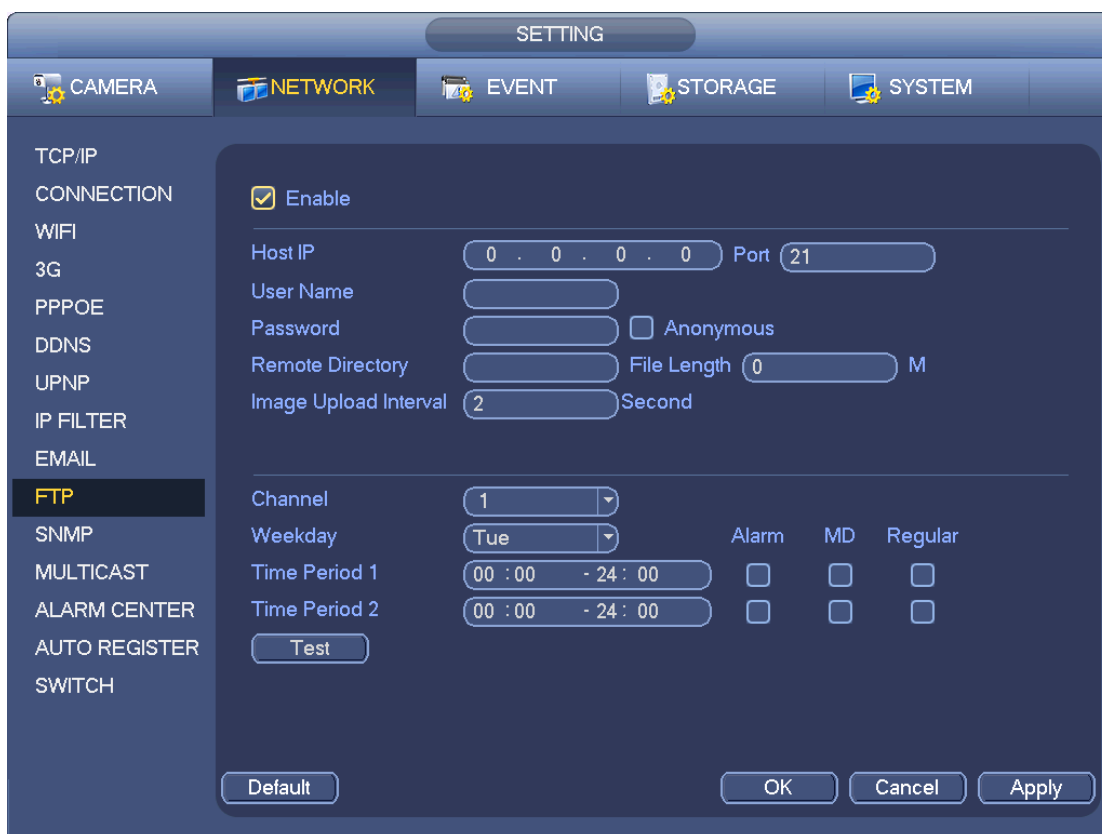 SETTING
CAMERA NETWORK EVENT STORAGE SYSTEM
TCP/IP
CONNECTION
WIFI
3G
PPPOE
DDNS
UPNP
IP FILTER
EMAIL
FTP
SNMP
MULTICAST
ALARM CENTER
AUTO REGISTER
SWITCH
Enable
Host IP 0 . 0 . 0 . 0 Port 21
User Name
Password Anonymous
Remote Directory File Length 0 M
Image Upload Interval 2 Second
Channel 1
Weekday Tue Alarm MD Regular
Time Period 1 00 :00 - 24 : 00
Time Period 2 00 :00 - 24 : 00
Test
Default OK Cancel Apply